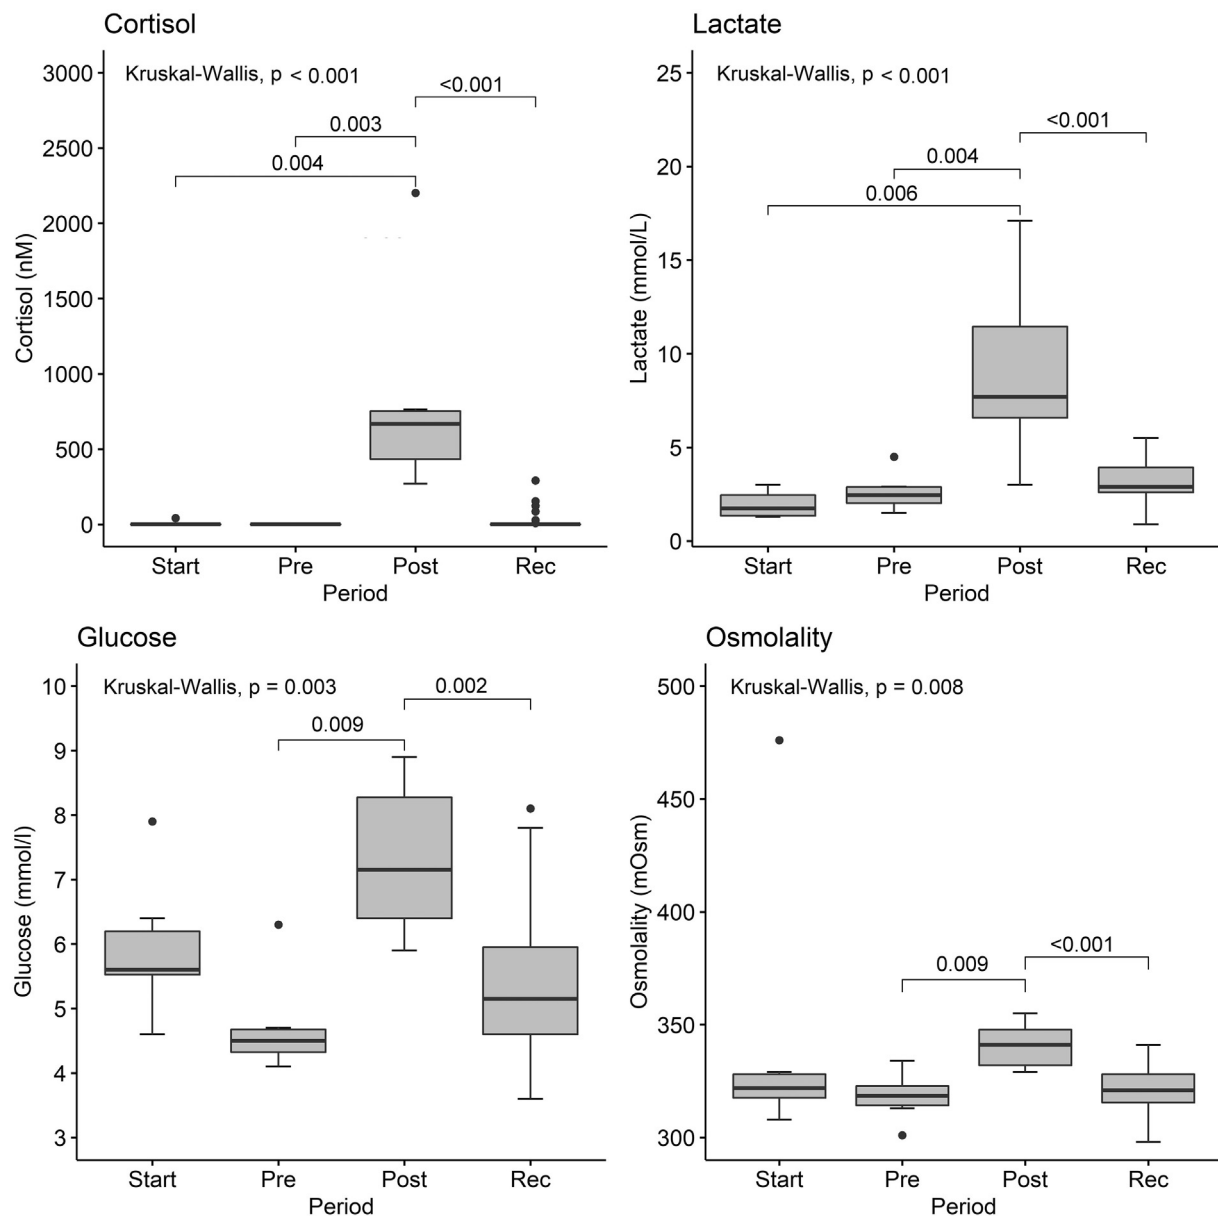 Cortisol
Kruskal-Wallis, p < 0.001
<0.001
0.003
0.004
3000
2500
2000
1500
1000
500
0
Cortisol (nM)
Start Pre Post Rec
Period
Lactate
Kruskal-Wallis, p < 0.001
<0.001
0.004
0.006
25
20
15
10
5
0
Lactate (mmol/L)
Start Pre Post Rec
Period
Glucose
Kruskal-Wallis, p = 0.003
0.002
0.009
10
9
8
7
6
5
4
3
Glucose (mmol/l)
Start Pre Post Rec
Period
Osmolality
Kruskal-Wallis, p = 0.008
<0.001
0.009
500
450
400
350
300
Osmolality (mOsm)
Start Pre Post Rec
Period